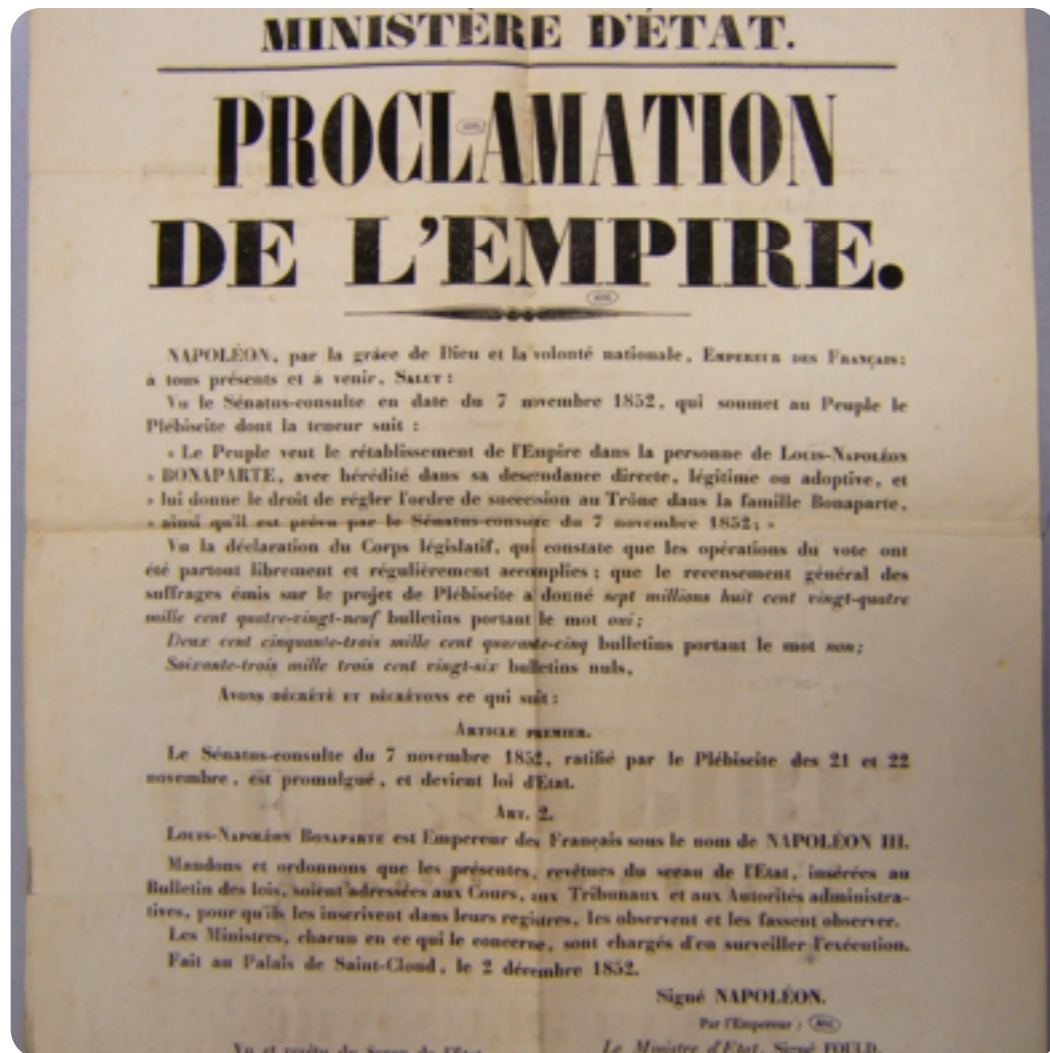 MINISTÈRE D'ÉTAT.
PROCLAMATION
DE L'EMPIRE.
NAPOLÉON, par la grâce de Dieu et la volonté nationale, EMPEREUR DES FRANÇAIS;
à tous présents et à venir, SALUT :
Vu le Sénatus-consulte en date du 7 novembre 1852, qui soumet au Peuple le
Plébiscite dont la teneur suit :
« Le Peuple veut le rétablissement de l'Empire dans la personne de LOUIS-NAPOLÉON
» BONAPARTE, avec hérédité dans sa descendance directe, légitime ou adoptive, et
» lui donne le droit de régler l'ordre de succession au Trône dans la famille Bonaparte,
» ainsi qu'il est prévu par le Sénatus-consulte du 7 novembre 1852; »
Vu la déclaration du Corps législatif, qui constate que les opérations du vote ont
été partout librement et régulièrement accomplies; que le recensement général des
suffrages émis sur le projet de Plébiscite a donné sept millions huit cent vingt-quatre
mille cent quatre-vingt-neuf bulletins portant le mot oui;
Deux cent cinquante-trois mille cent quarante-cinq bulletins portant le mot non;
Soixante-trois mille trois cent vingt-six bulletins nuls,
AVONS DÉCRÉTÉ ET DÉCRÉTONS ce qui suit :
ARTICLE PREMIER.
Le Sénatus-consulte du 7 novembre 1852, ratifié par le Plébiscite des 21 et 22
novembre, est promulgué, et devient loi d'Etat.
ART. 2.
LOUIS-NAPOLÉON BONAPARTE est Empereur des Français sous le nom de NAPOLÉON III.
Mandons et ordonnons que les présentes, revêtues du sceau de l'Etat, insérées au
Bulletin des lois, soient adressées aux Cours, aux Tribunaux et aux Autorités administra-
tives, pour qu'ils les inscrivent dans leurs registres, les observent et les fassent observer.
Les Ministres, chacun en ce qui le concerne, sont chargés d'en surveiller l'exécution.
Fait au Palais de Saint-Cloud, le 2 décembre 1852.
Signé NAPOLÉON.
Par l'Empereur :
Vu et revêtu du Sceau de l'Etat
Le Ministre d'Etat, Signé FOULD.